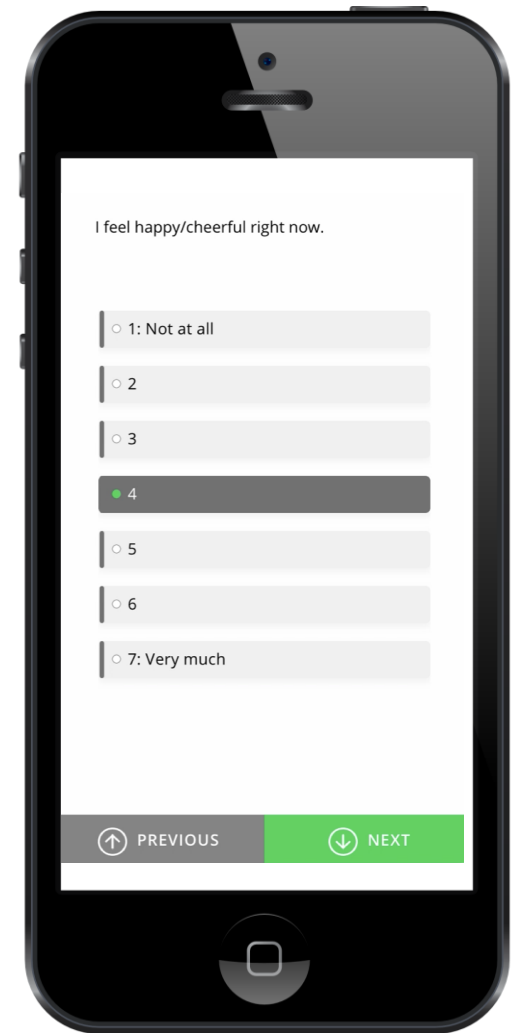 I feel happy/cheerful right now.
1: Not at all
2
3
4
5
6
7: Very much
PREVIOUS
NEXT